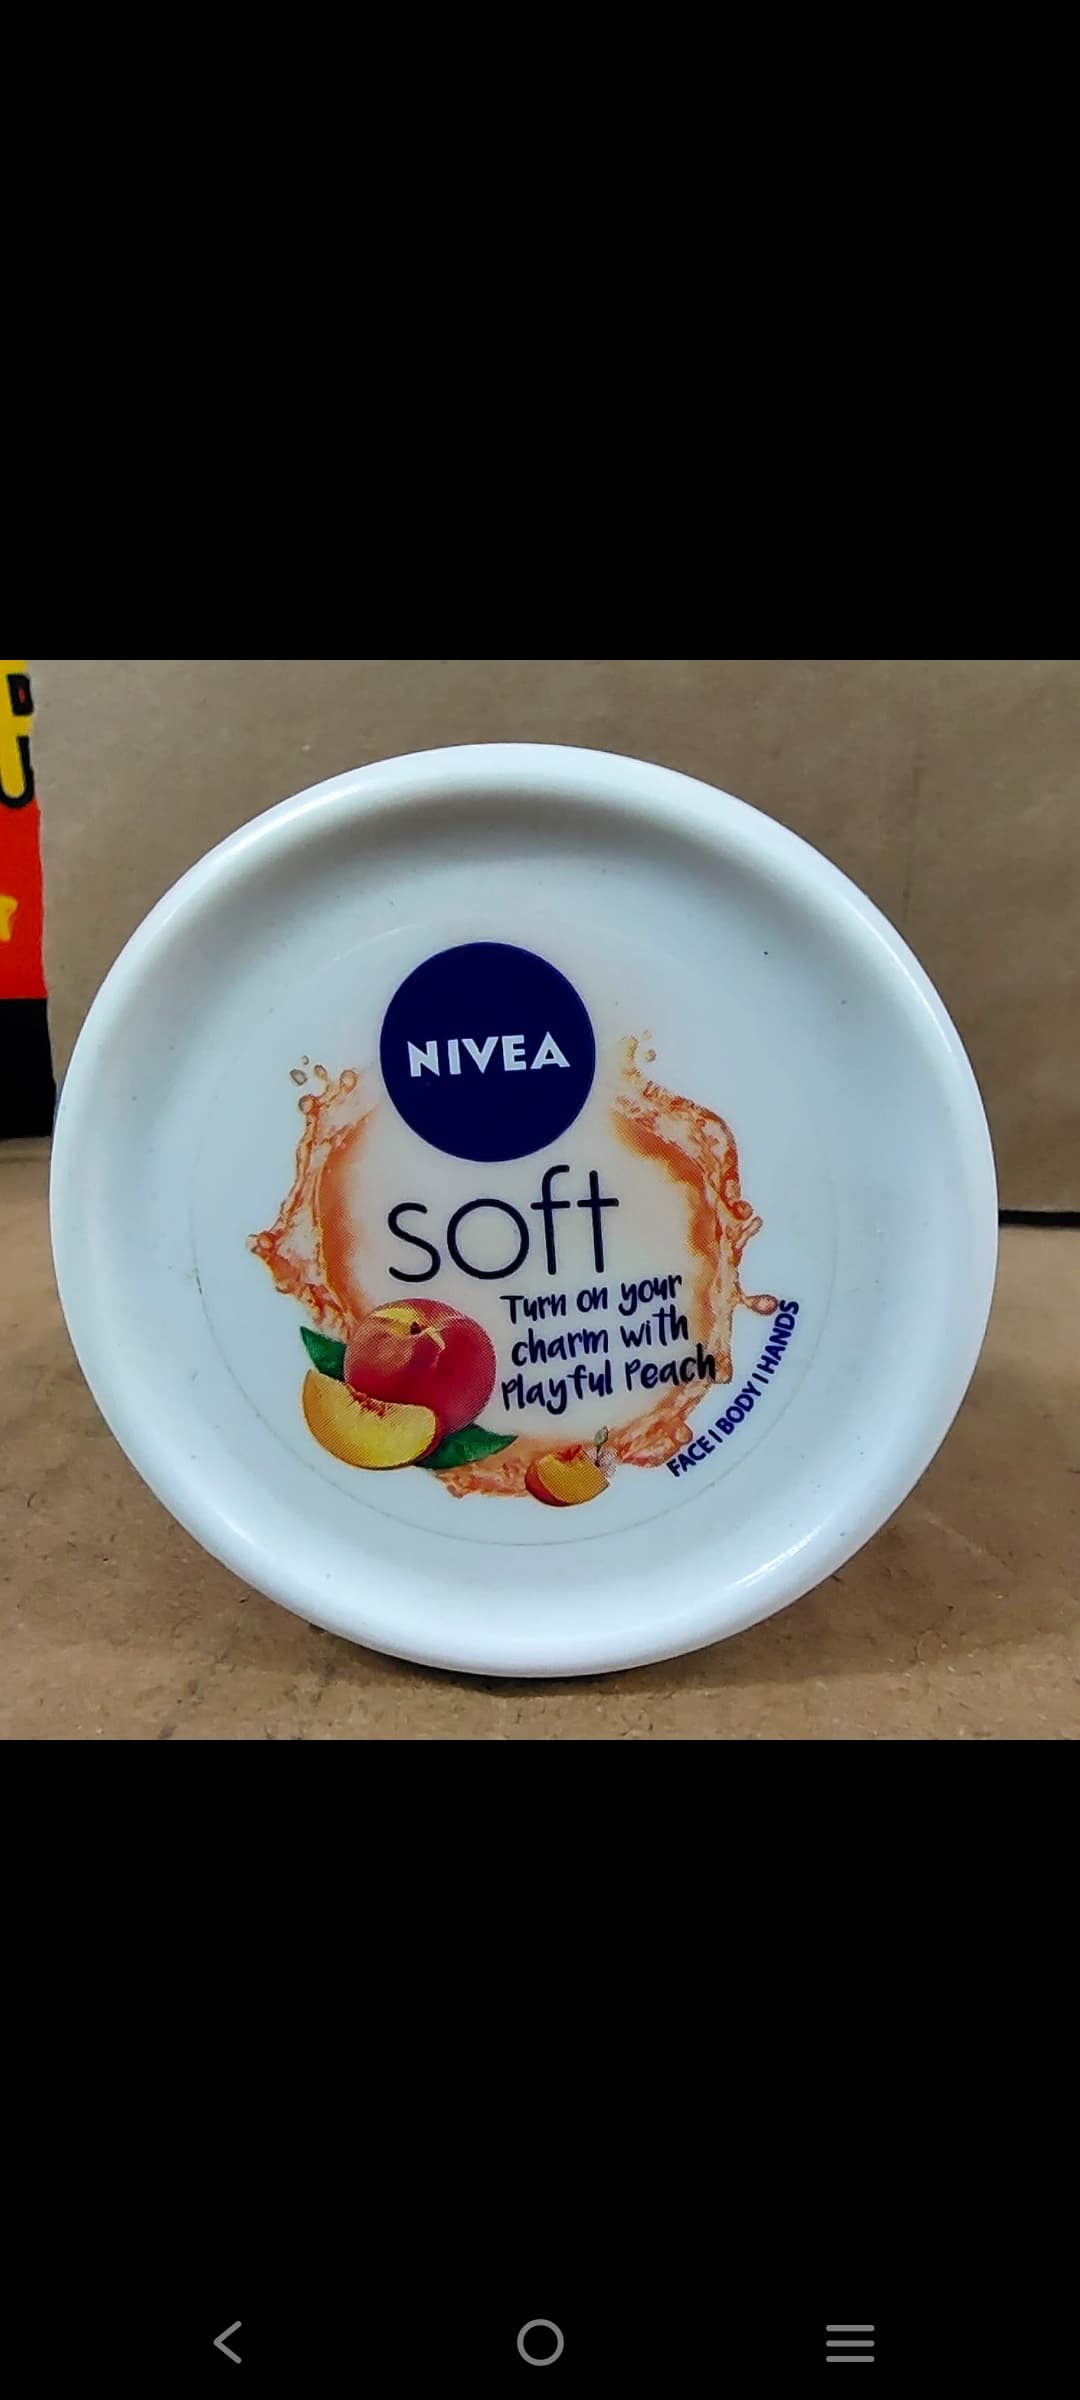 NIVEA
soft
Turn on your
charm with
Playful Peach
FACE I BODY I HANDS